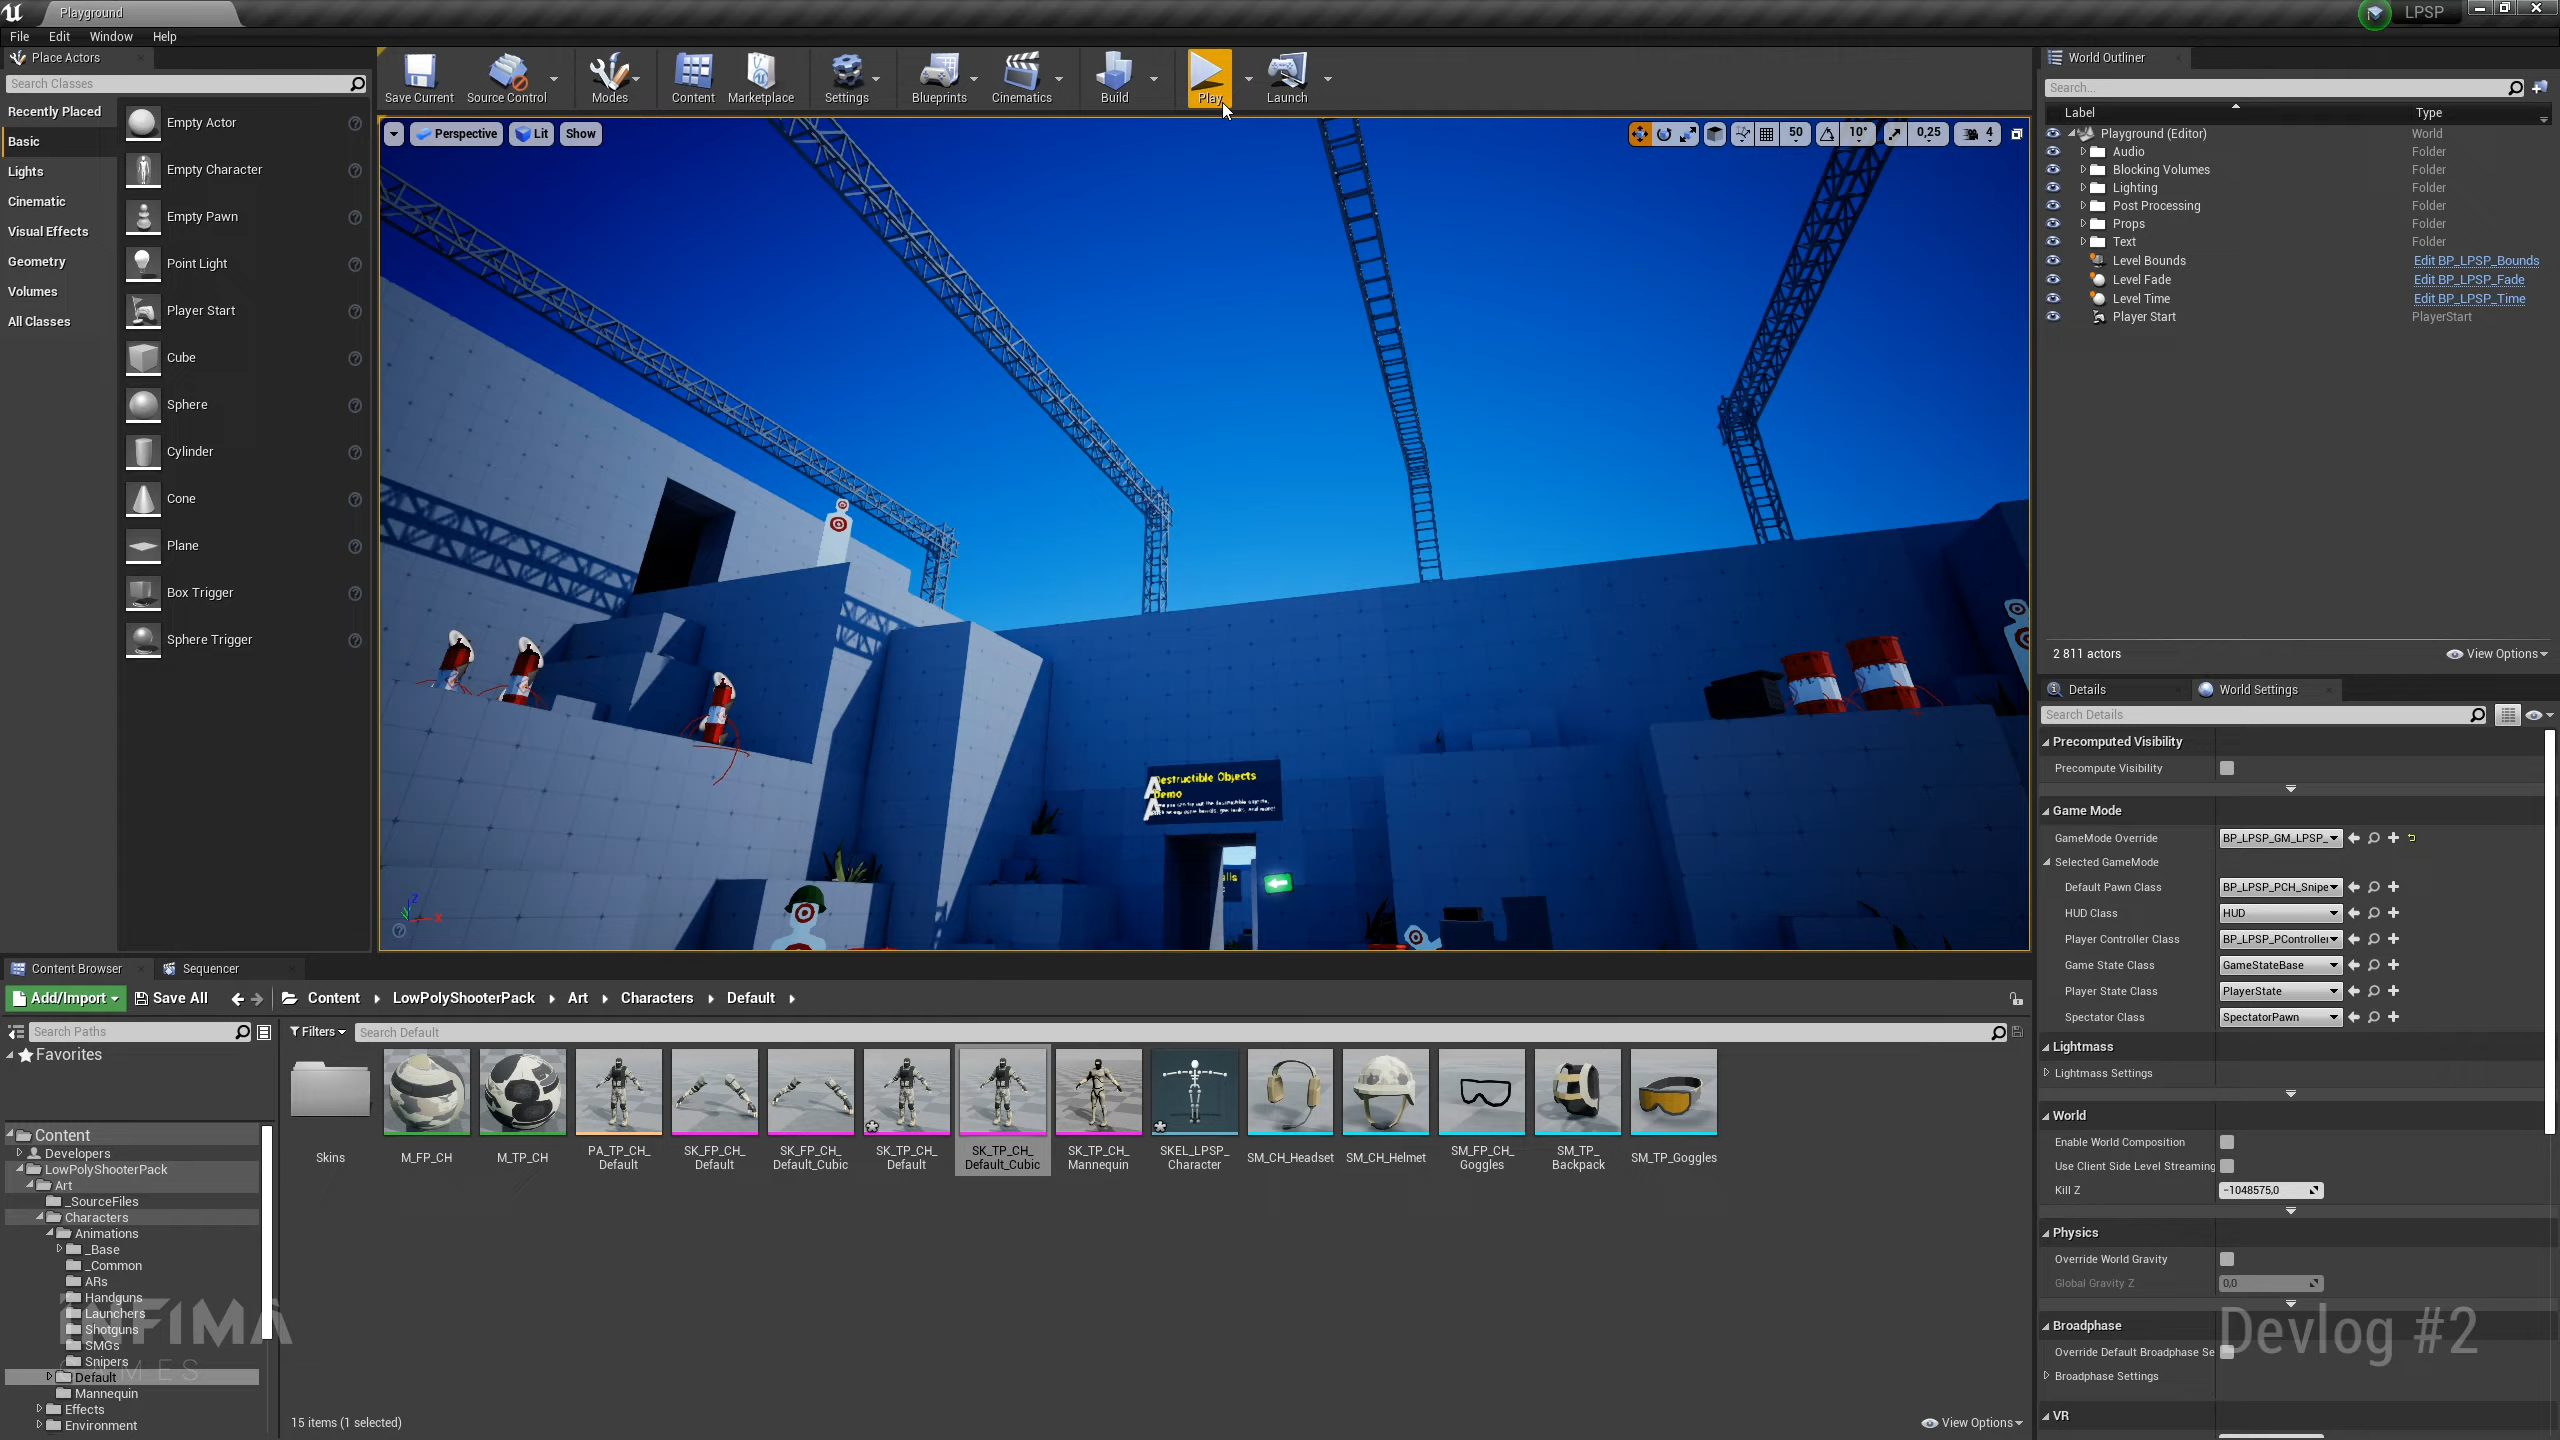 Playground
LPSP
File Edit Window Help
Place Actors
Search Classes
Recently Placed
Basic
Lights
Cinematic
Visual Effects
Geometry
Volumes
All Classes
Empty Actor
Empty Character
Empty Pawn
Point Light
Player Start
Cube
Sphere
Cylinder
Cone
Plane
Box Trigger
Sphere Trigger
Save Current
Source Control
Modes
Content
Marketplace
Settings
Blueprints
Cinematics
Build
Play
Launch
Perspective
Lit
Show
50
10°
0,25
4
Destructible Objects
Demo
World Outliner
Search...
Label Type
Playground (Editor) World
Audio Folder
Blocking Volumes Folder
Lighting Folder
Post Processing Folder
Props Folder
Text Folder
Level Bounds Edit BP_LPSP_Bounds
Level Fade Edit BP_LPSP_Fade
Level Time Edit BP_LPSP_Time
Player Start PlayerStart
2 811 actors
View Options
Details
World Settings
Search Details
Precomputed Visibility
Precompute Visibility
Game Mode
GameMode Override BP_LPSP_GM_LPSP_
Selected GameMode
Default Pawn Class BP_LPSP_PCH_Snipe
HUD Class HUD
Player Controller Class BP_LPSP_PController
Game State Class GameStateBase
Player State Class PlayerState
Spectator Class SpectatorPawn
Lightmass
Lightmass Settings
World
Enable World Composition
Use Client Side Level Streaming
Kill Z -1048575,0
Physics
Override World Gravity
Global Gravity Z 0,0
Broadphase
Override Default Broadphase Se
Broadphase Settings
VR
Devlog #2
Content Browser
Sequencer
Add/Import
Save All
Content
LowPolyShooterPack
Art
Characters
Default
Search Paths
Filters
Search Default
Favorites
Content
Developers
LowPolyShooterPack
Art
_SourceFiles
Characters
Animations
_Base
_Common
ARs
Handguns
Launchers
Shotguns
SMGs
Snipers
Default
Mannequin
Effects
Environment
INFIMA
GAMES
Skins
M_FP_CH
M_TP_CH
PA_TP_CH_
Default
SK_FP_CH_
Default
SK_FP_CH_
Default_Cubic
SK_TP_CH_
Default
SK_TP_CH_
Default_Cubic
SK_TP_CH_
Mannequin
SKEL_LPSP_
Character
SM_CH_Headset
SM_CH_Helmet
SM_FP_CH_
Goggles
SM_TP_
Backpack
SM_TP_Goggles
15 items (1 selected)
View Options